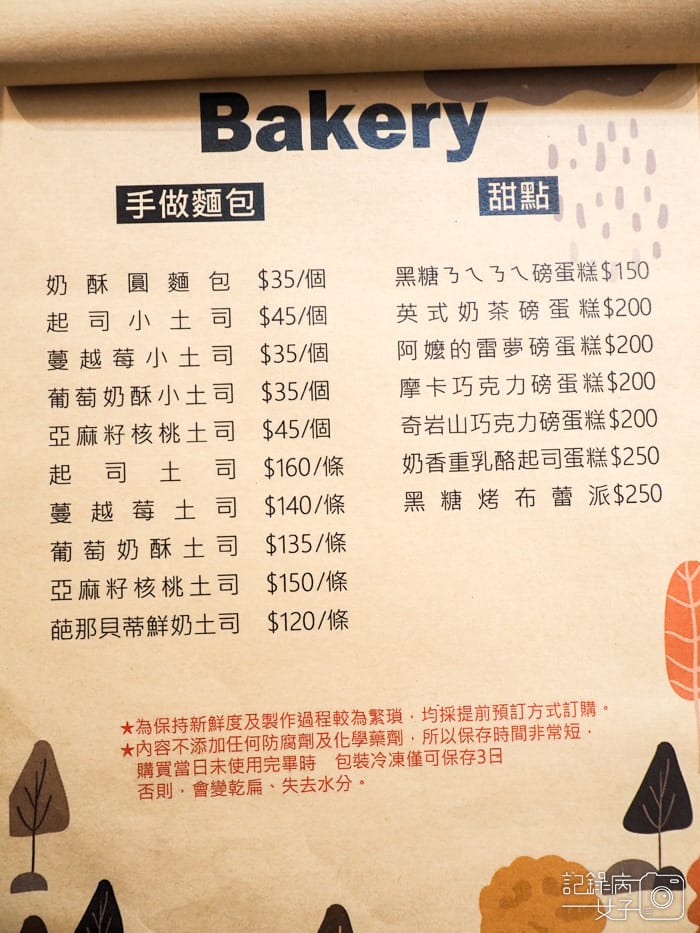 Bakery
手做麵包
奶酥圓麵包 $35/個
起司小土司 $45/個
蔓越莓小土司 $35/個
葡萄奶酥小土司 $35/個
亞麻籽核桃土司 $45/個
起司土司 $160/條
蔓越莓土司 $140/條
葡萄奶酥土司 $135/條
亞麻籽核桃土司 $150/條
葩那貝蒂鮮奶土司 $120/條
甜點
黑糖ㄋㄟㄋㄟ磅蛋糕$150
英式奶茶磅蛋糕$200
阿嬤的雷夢磅蛋糕$200
摩卡巧克力磅蛋糕$200
奇岩山巧克力磅蛋糕$200
奶香重乳酪起司蛋糕$250
黑糖烤布蕾派$250
★為保持新鮮度及製作過程較為繁瑣，均採提前預訂方式訂購。
★內容不添加任何防腐劑及化學藥劑，所以保存時間非常短，
購買當日未使用完畢時 包裝冷凍僅可保存3日
否則，會變乾扁、失去水分。
記錄病
女子